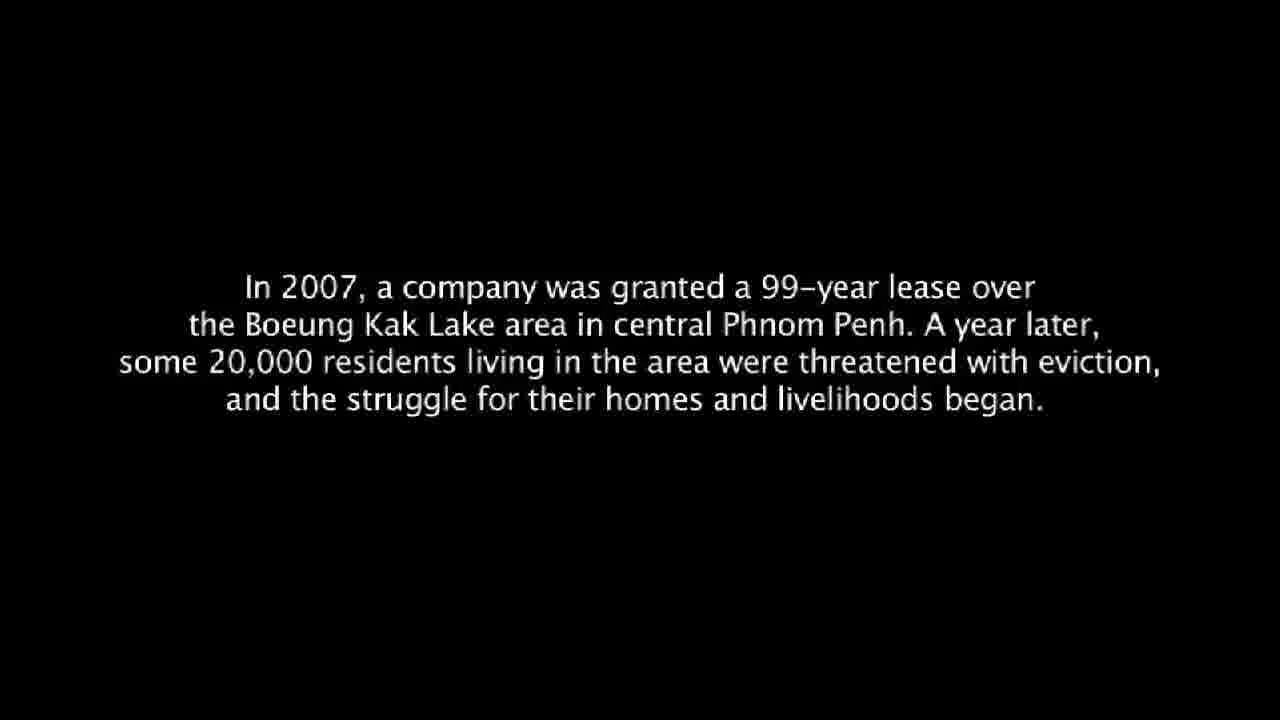 In 2007, a company was granted a 99-year lease over
the Boeung Kak Lake area in central Phnom Penh. A year later,
some 20,000 residents living in the area were threatened with eviction,
and the struggle for their homes and livelihoods began.